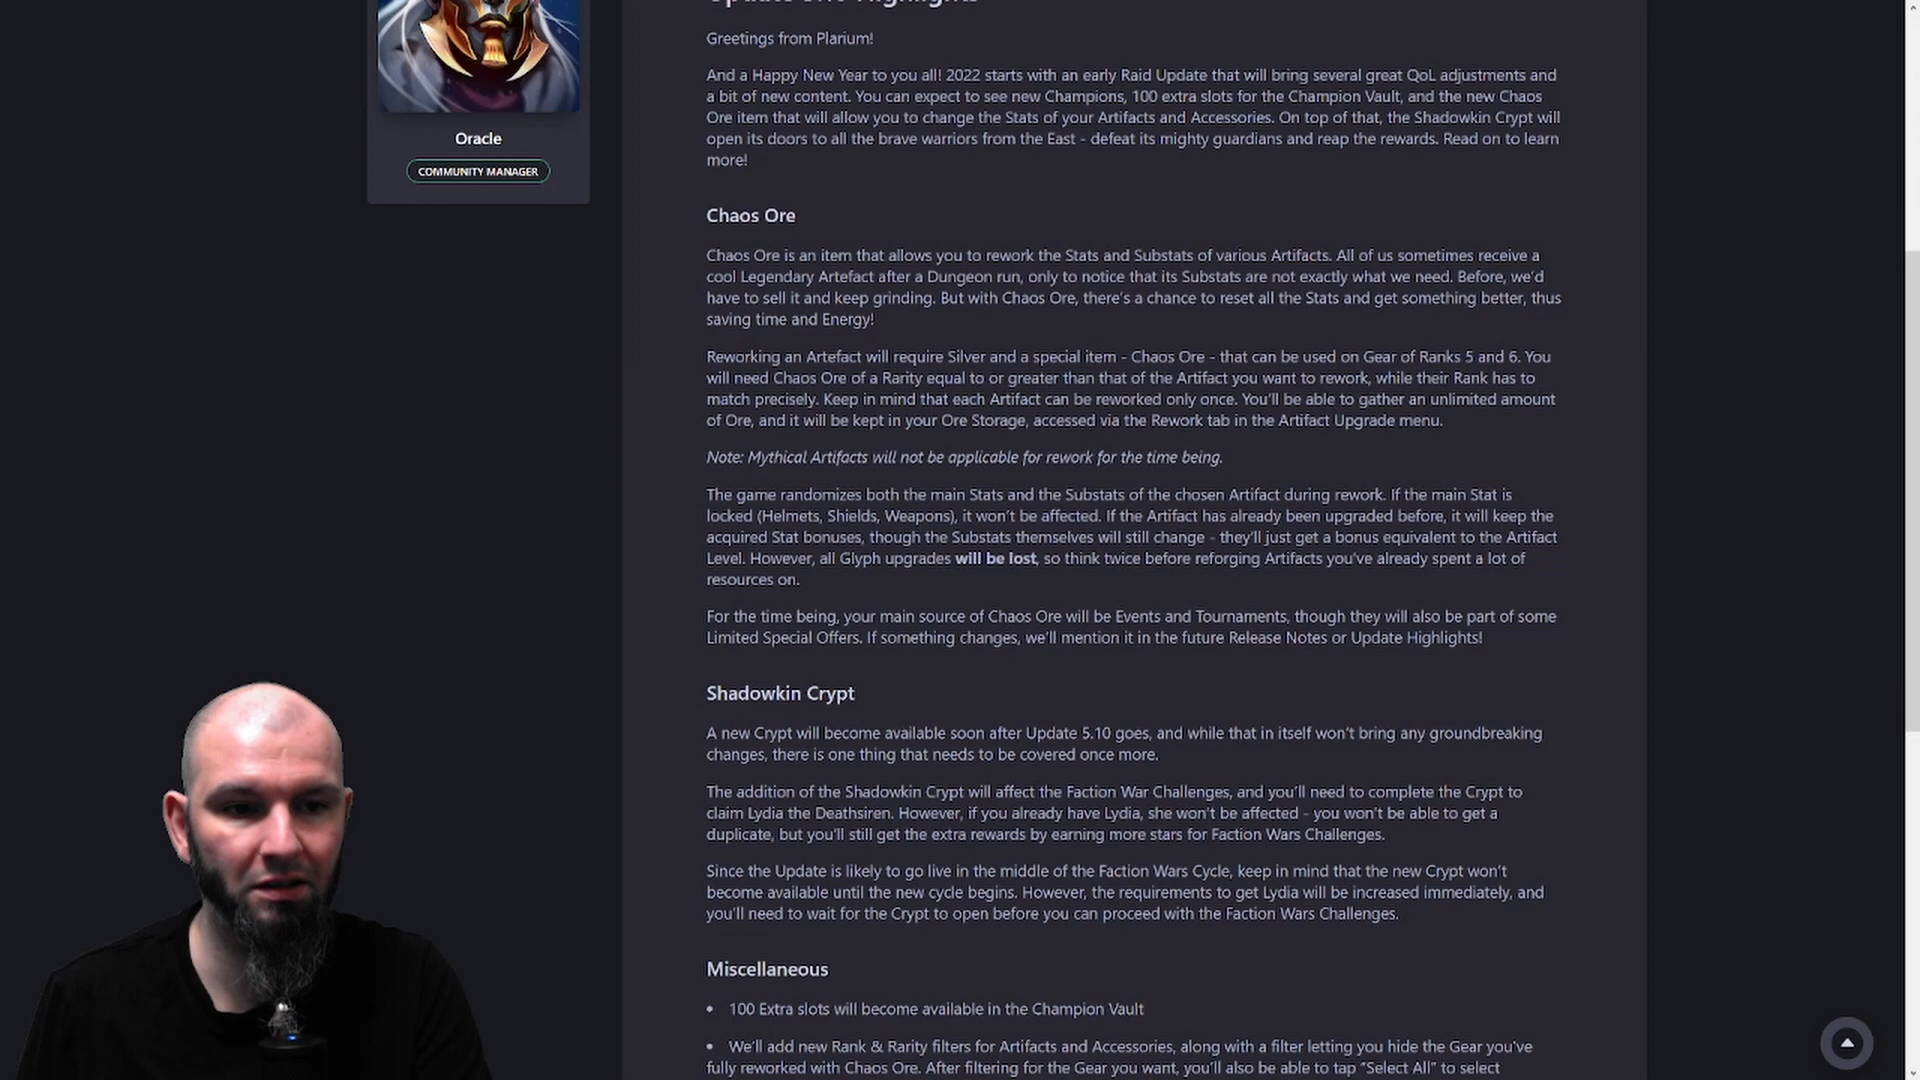 Greetings from Plarium!
And a Happy New Year to you all! 2022 starts with an early Raid Update that will bring several great QoL adjustments and
a bit of new content. You can expect to see new Champions, 100 extra slots for the Champion Vault, and the new Chaos
Ore item that will allow you to change the Stats of your Artifacts and Accessories. On top of that, the Shadowkin Crypt will
open its doors to all the brave warriors from the East - defeat its mighty guardians and reap the rewards. Read on to learn
more!
Oracle
COMMUNITY MANAGER
Chaos Ore
Chaos Ore is an item that allows you to rework the Stats and Substats of various Artifacts. All of us sometimes receive a
cool Legendary Artefact after a Dungeon run, only to notice that its Substats are not exactly what we need. Before, we'd
have to sell it and keep grinding. But with Chaos Ore, there's a chance to reset all the Stats and get something better, thus
saving time and Energy!
Reworking an Artefact will require Silver and a special item - Chaos Ore - that can be used on Gear of Ranks 5 and 6. You
will need Chaos Ore of a Rarity equal to or greater than that of the Artifact you want to rework, while their Rank has to
match precisely. Keep in mind that each Artifact can be reworked only once. You'll be able to gather an unlimited amount
of Ore, and it will be kept in your Ore Storage, accessed via the Rework tab in the Artifact Upgrade menu.
Note: Mythical Artifacts will not be applicable for rework for the time being.
The game randomizes both the main Stats and the Substats of the chosen Artifact during rework. If the main Stat is
locked (Helmets, Shields, Weapons), it won't be affected. If the Artifact has already been upgraded before, it will keep the
acquired Stat bonuses, though the Substats themselves will still change - they'll just get a bonus equivalent to the Artifact
Level. However, all Glyph upgrades will be lost, so think twice before reforging Artifacts you've already spent a lot of
resources on.
For the time being, your main source of Chaos Ore will be Events and Tournaments, though they will also be part of some
Limited Special Offers. If something changes, we'll mention it in the future Release Notes or Update Highlights!
Shadowkin Crypt
A new Crypt will become available soon after Update 5.10 goes, and while that in itself won't bring any groundbreaking
changes, there is one thing that needs to be covered once more.
The addition of the Shadowkin Crypt will affect the Faction War Challenges, and you'll need to complete the Crypt to
claim Lydia the Deathsiren. However, if you already have Lydia, she won't be affected - you won't be able to get a
duplicate, but you'll still get the extra rewards by earning more stars for Faction Wars Challenges.
Since the Update is likely to go live in the middle of the Faction Wars Cycle, keep in mind that the new Crypt won't
become available until the new cycle begins. However, the requirements to get Lydia will be increased immediately, and
you'll need to wait for the Crypt to open before you can proceed with the Faction Wars Challenges.
Miscellaneous
• 100 Extra slots will become available in the Champion Vault
• We'll add new Rank & Rarity filters for Artifacts and Accessories, along with a filter letting you hide the Gear you've
fully reworked with Chaos Ore. After filtering for the Gear you want, you'll also be able to tap "Select All" to select